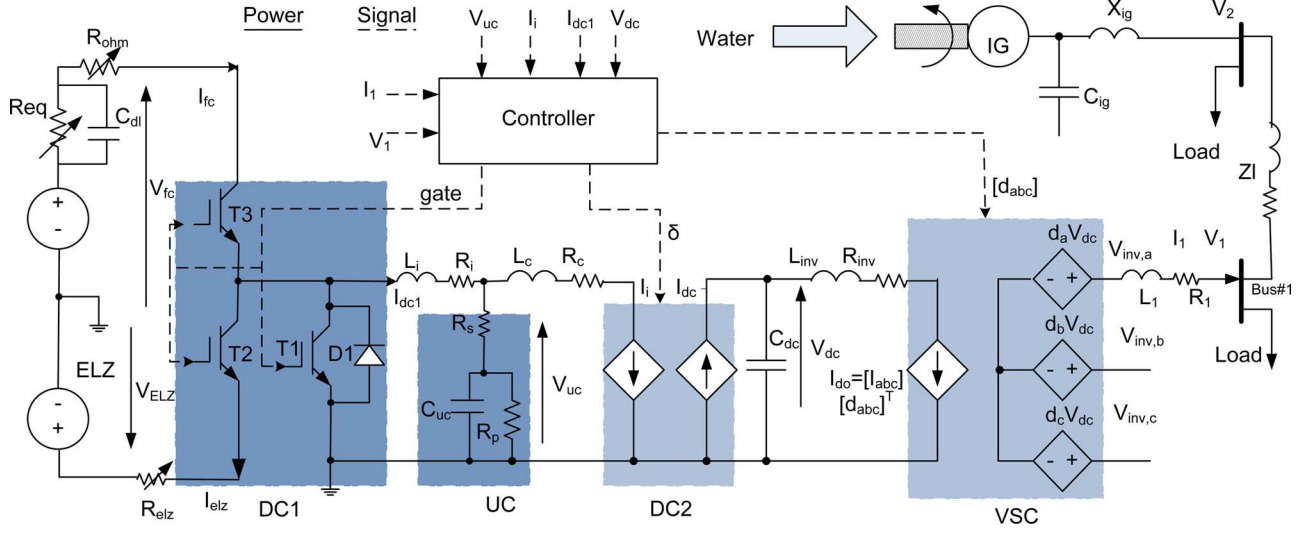 Power
Signal
V_uc
I_i
I_dc1
V_dc
Water
IG
X_ig
V_2
R_ohm
I_fc
Req
C_dl
V_fc
I_1
V_1
Controller
C_ig
Load
Zl
gate
[d_abc]
δ
T3
T2
T1
D1
L_i
R_i
L_c
R_c
I_dc1
I_i
I_dc
L_inv
R_inv
d_aV_dc
V_inv,a
I_1
V_1
L_1
R_1
Bus#1
Load
R_s
C_uc
R_p
V_uc
C_dc
V_dc
I_do=[I_abc]
[d_abc]^T
d_bV_dc
V_inv,b
d_cV_dc
V_inv,c
ELZ
V_ELZ
R_elz
I_elz
DC1
UC
DC2
VSC
+
-
-
+
- +
- +
- +